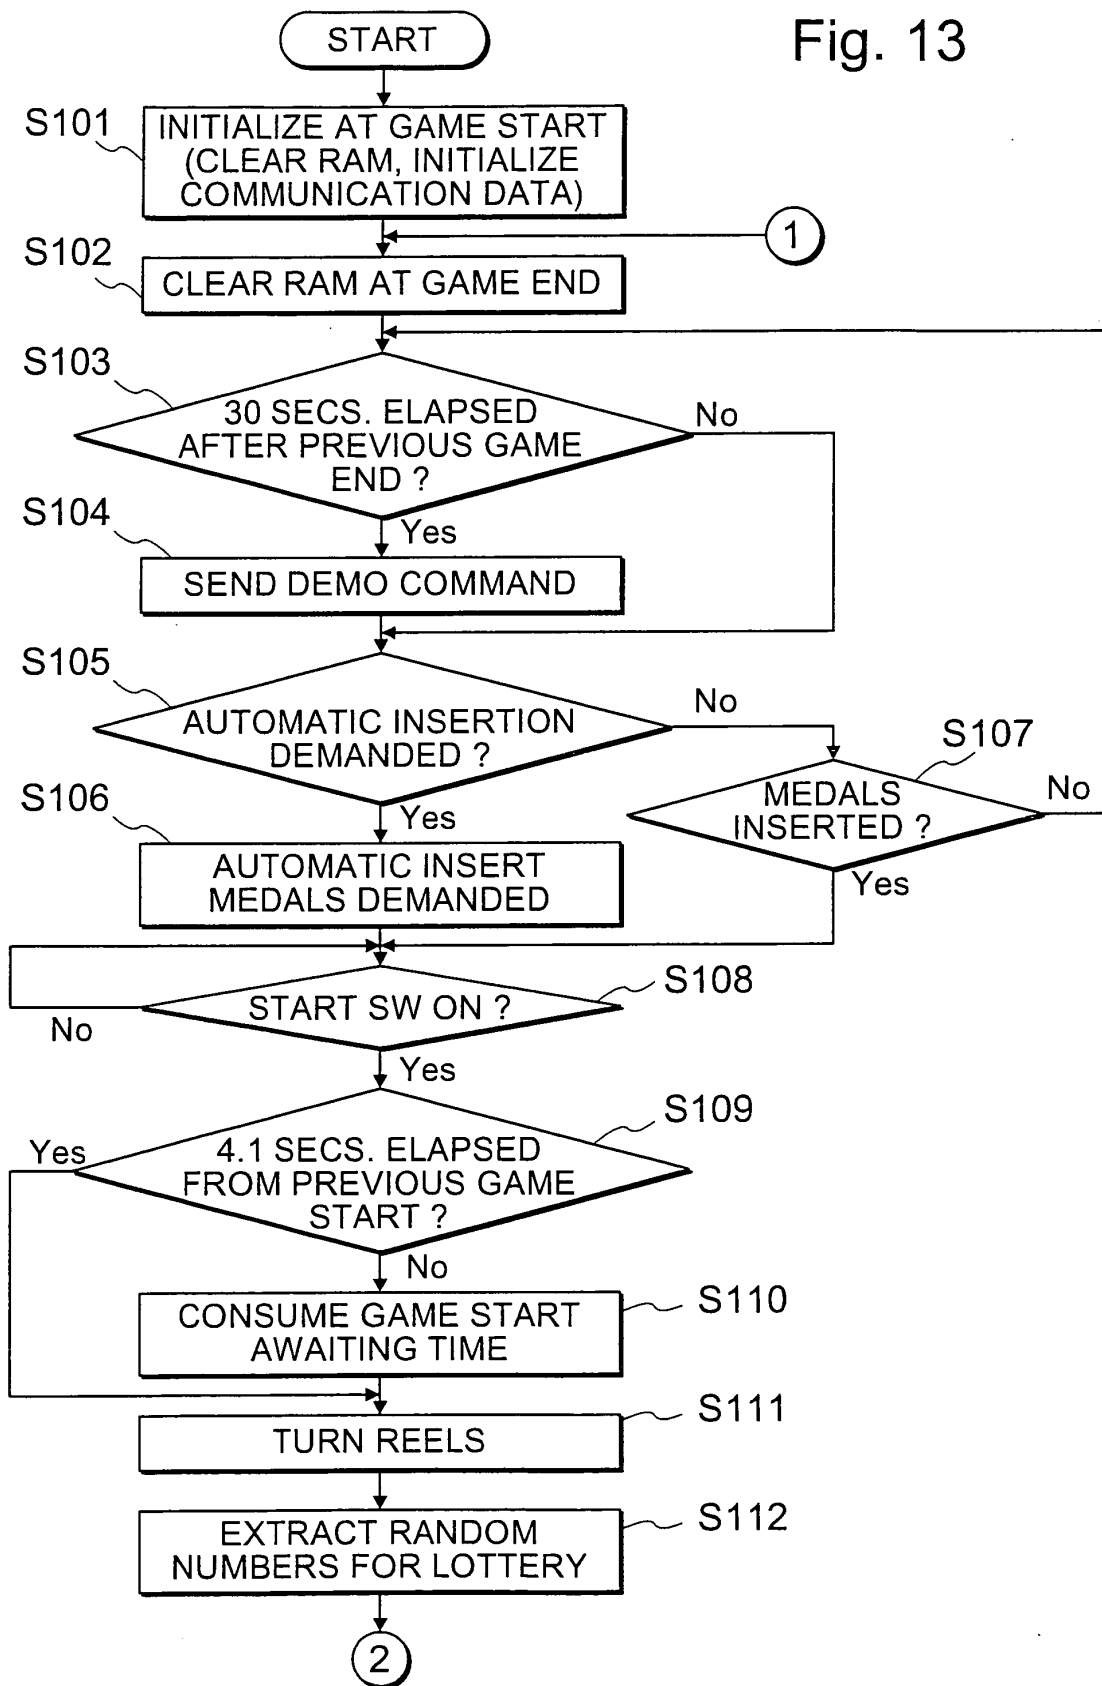 Fig. 13
START
S101
INITIALIZE AT GAME START
(CLEAR RAM, INITIALIZE
COMMUNICATION DATA)
1
S102
CLEAR RAM AT GAME END
S103
30 SECS. ELAPSED
AFTER PREVIOUS GAME
END ?
No
Yes
S104
SEND DEMO COMMAND
S105
AUTOMATIC INSERTION
DEMANDED ?
No
Yes
S107
MEDALS
INSERTED ?
No
Yes
S106
AUTOMATIC INSERT
MEDALS DEMANDED
S108
START SW ON ?
No
Yes
S109
4.1 SECS. ELAPSED
FROM PREVIOUS GAME
START ?
Yes
No
S110
CONSUME GAME START
AWAITING TIME
S111
TURN REELS
S112
EXTRACT RANDOM
NUMBERS FOR LOTTERY
2